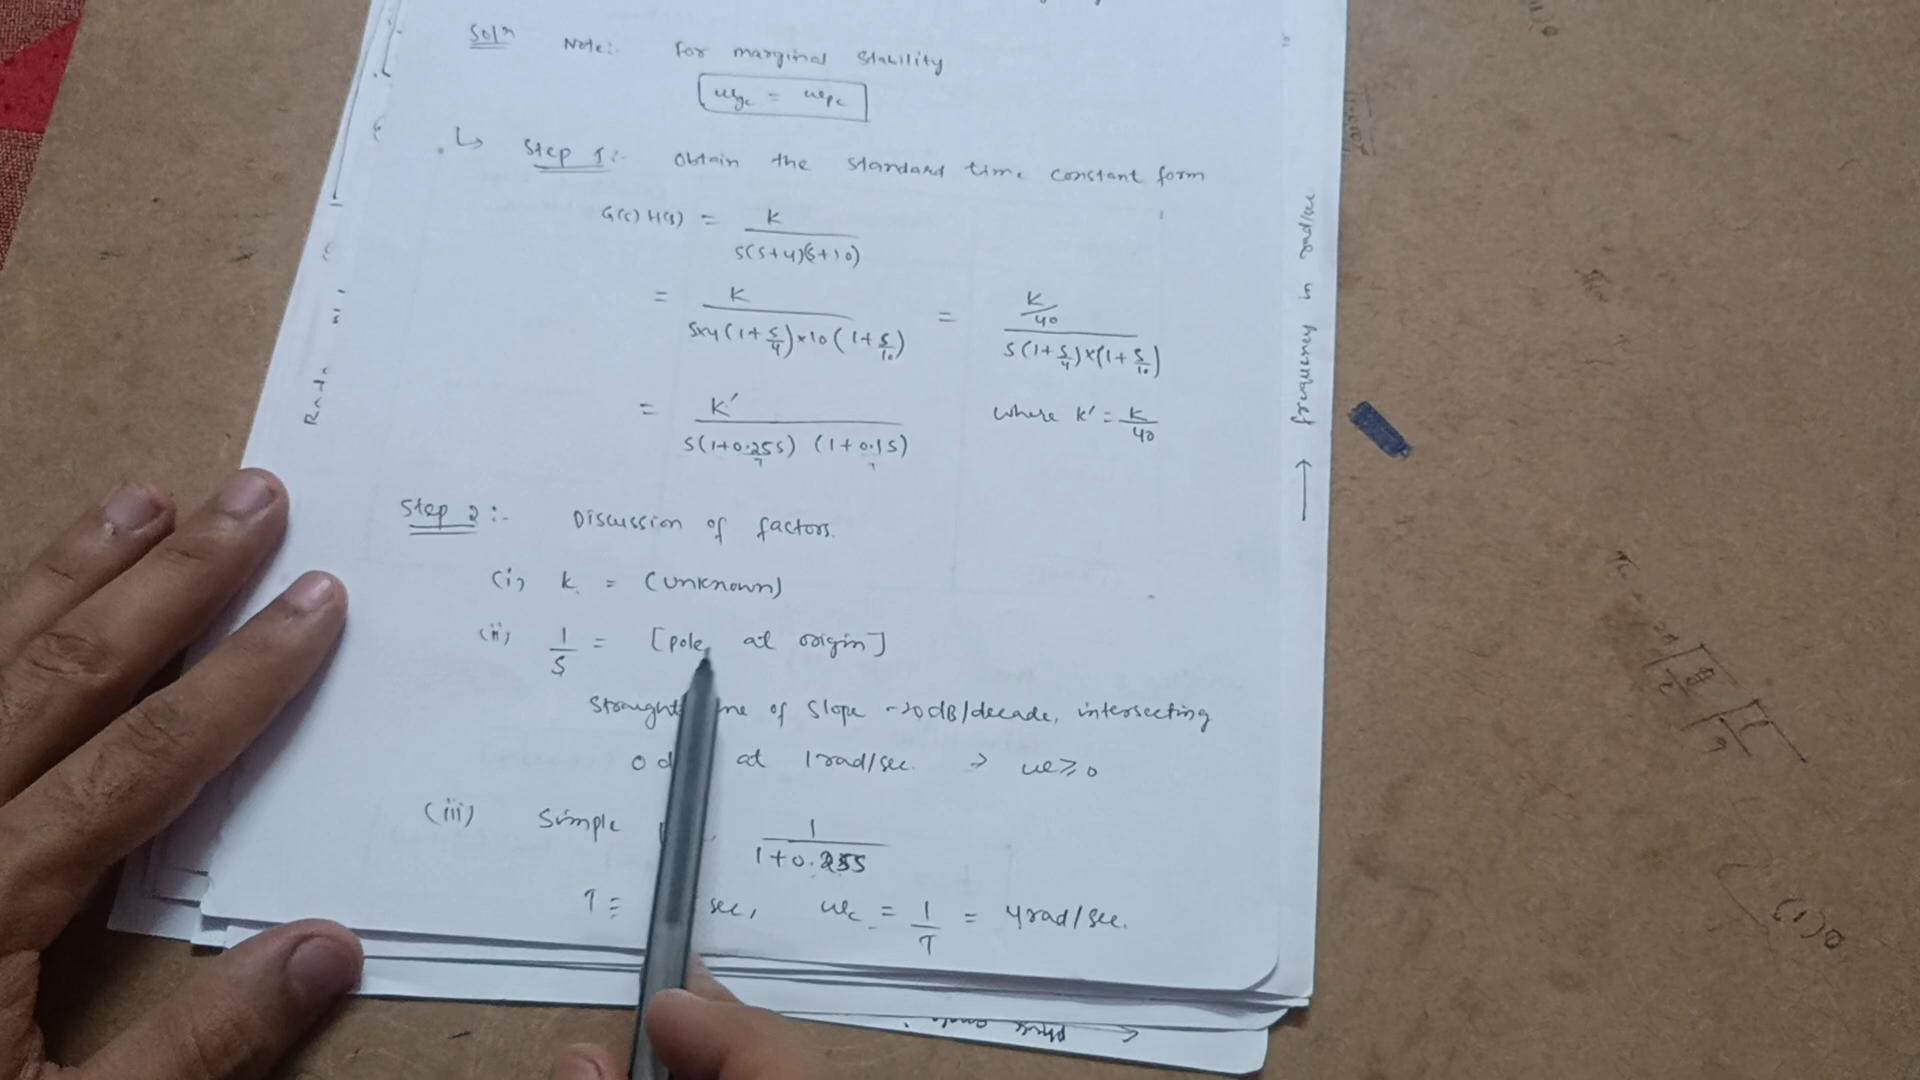 Soln Note:- for marginal stability
ωgc = ωpc
↳ Step 1:- Obtain the standard time constant form
G(s) H(s) = K / s(s+4)(s+10)
= K / s×4(1+s/4)×10(1+s/10) = K/40 / s(1+s/4)×(1+s/10)
= K' / s(1+0.25s) (1+0.1s) where K' = K/40
Step 2:- Discussion of factors.
(i) K = (unknown)
(ii) 1/s = [pole at origin]
straight of slope -20dB/decade, intersecting
0 d at 1rad/sec. → ω≥0
(iii) Simple 1 / 1+0.25s
T = sec, ωc = 1/T = 4rad/sec.
→ frequency in rad/sec
phase angle